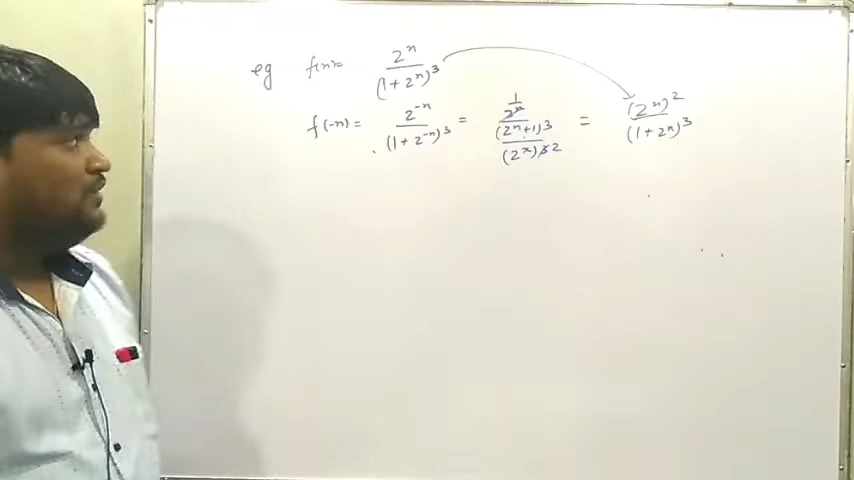 eg f(x)= 2^x / (1+2^x)^3
f(-x) = 2^-x / (1+2^-x)^3 = (1 / 2^x) / ((2^x+1)^3 / (2^x)^3 2) = (2^x)^2 / (1+2^x)^3